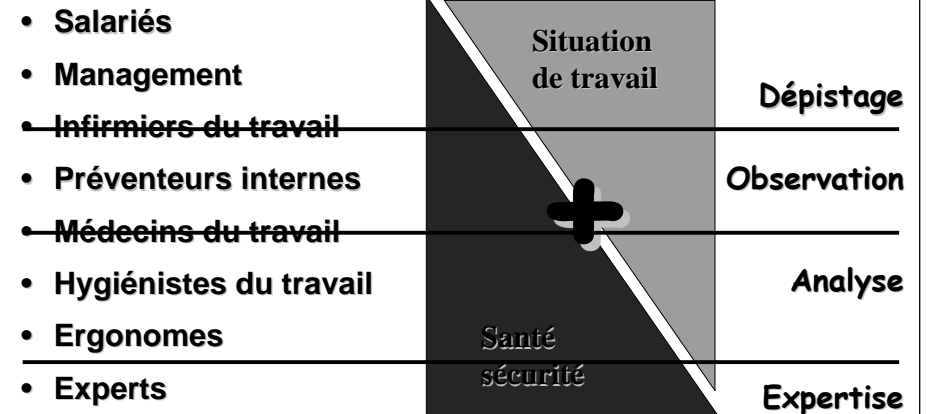 • Salariés
• Management
• Infirmiers du travail
• Préventeurs internes
• Médecins du travail
• Hygiénistes du travail
• Ergonomes
• Experts
Situation
de travail
Santé
sécurité
Dépistage
Observation
Analyse
Expertise